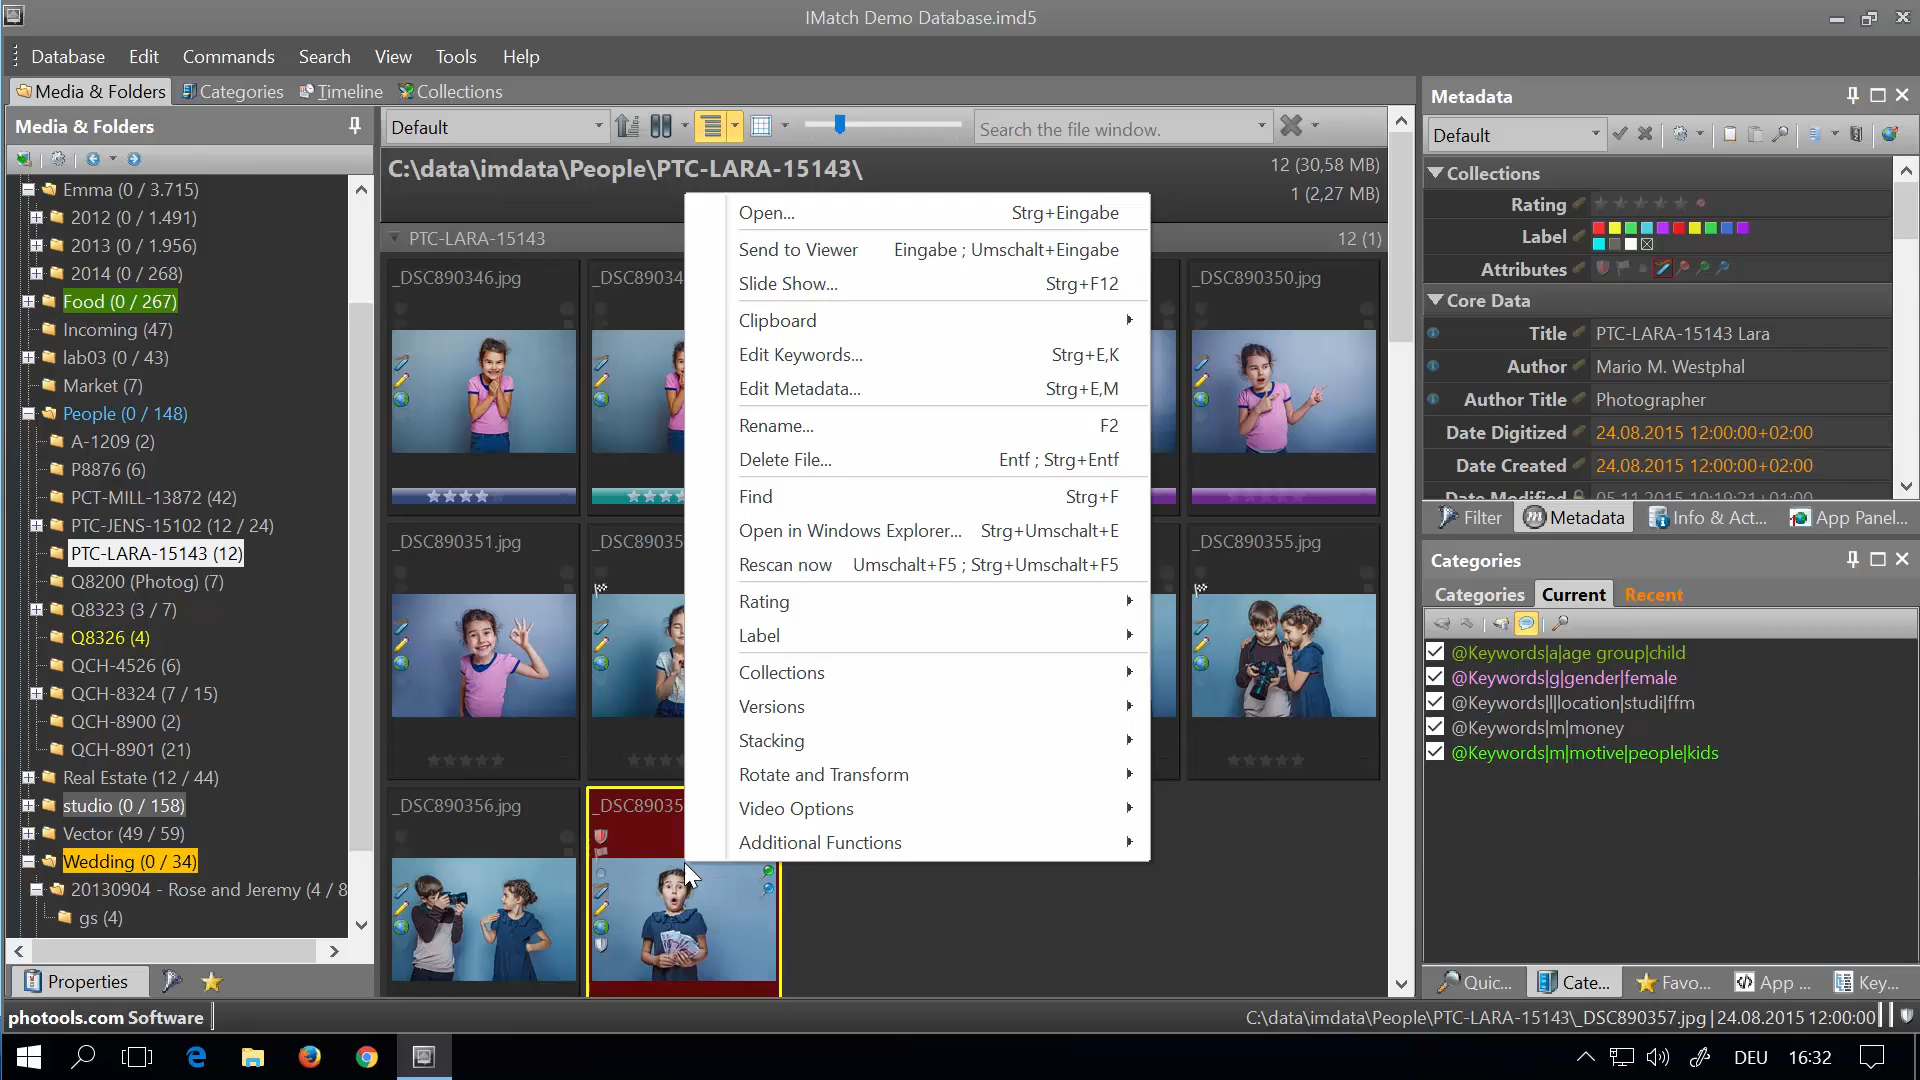 IMatch Demo Database.imd5
Database Edit Commands Search View Tools Help
Media & Folders Categories Timeline Collections
Media & Folders
Emma (0 / 3.715)
2012 (0 / 1.491)
2013 (0 / 1.956)
2014 (0 / 268)
Food (0 / 267)
Incoming (47)
lab03 (0 / 43)
Market (7)
People (0 / 148)
A-1209 (2)
P8876 (6)
PCT-MILL-13872 (42)
PTC-JENS-15102 (12 / 24)
PTC-LARA-15143 (12)
Q8200 (Photog) (7)
Q8323 (3 / 7)
Q8326 (4)
QCH-4526 (6)
QCH-8324 (7 / 15)
QCH-8900 (2)
QCH-8901 (21)
Real Estate (12 / 44)
studio (0 / 158)
Vector (49 / 59)
Wedding (0 / 34)
20130904 - Rose and Jeremy (4 / 8
gs (4)
Properties
Default
Search the file window.
C:\data\imdata\People\PTC-LARA-15143\
12 (30,58 MB)
1 (2,27 MB)
PTC-LARA-15143
12 (1)
_DSC890346.jpg
_DSC89034
_DSC890350.jpg
_DSC890351.jpg
_DSC89035
_DSC890355.jpg
_DSC890356.jpg
_DSC89035
Open... Strg+Eingabe
Send to Viewer Eingabe ; Umschalt+Eingabe
Slide Show... Strg+F12
Clipboard
Edit Keywords... Strg+E,K
Edit Metadata... Strg+E,M
Rename... F2
Delete File... Entf ; Strg+Entf
Find Strg+F
Open in Windows Explorer... Strg+Umschalt+E
Rescan now Umschalt+F5 ; Strg+Umschalt+F5
Rating
Label
Collections
Versions
Stacking
Rotate and Transform
Video Options
Additional Functions
Metadata
Default
Collections
Rating
Label
Attributes
Core Data
Title PTC-LARA-15143 Lara
Author Mario M. Westphal
Author Title Photographer
Date Digitized 24.08.2015 12:00:00+02:00
Date Created 24.08.2015 12:00:00+02:00
Date Modified 05.11.2015 10:19:21+01:00
Filter Metadata Info & Act... App Panel...
Categories
Categories Current Recent
@Keywords|a|age group|child
@Keywords|g|gender|female
@Keywords|l|location|studi|ffm
@Keywords|m|money
@Keywords|m|motive|people|kids
Quic... Cate... Favo... App ... Key...
photools.com Software
C:\data\imdata\People\PTC-LARA-15143\_DSC890357.jpg|24.08.2015 12:00:00
DEU 16:32